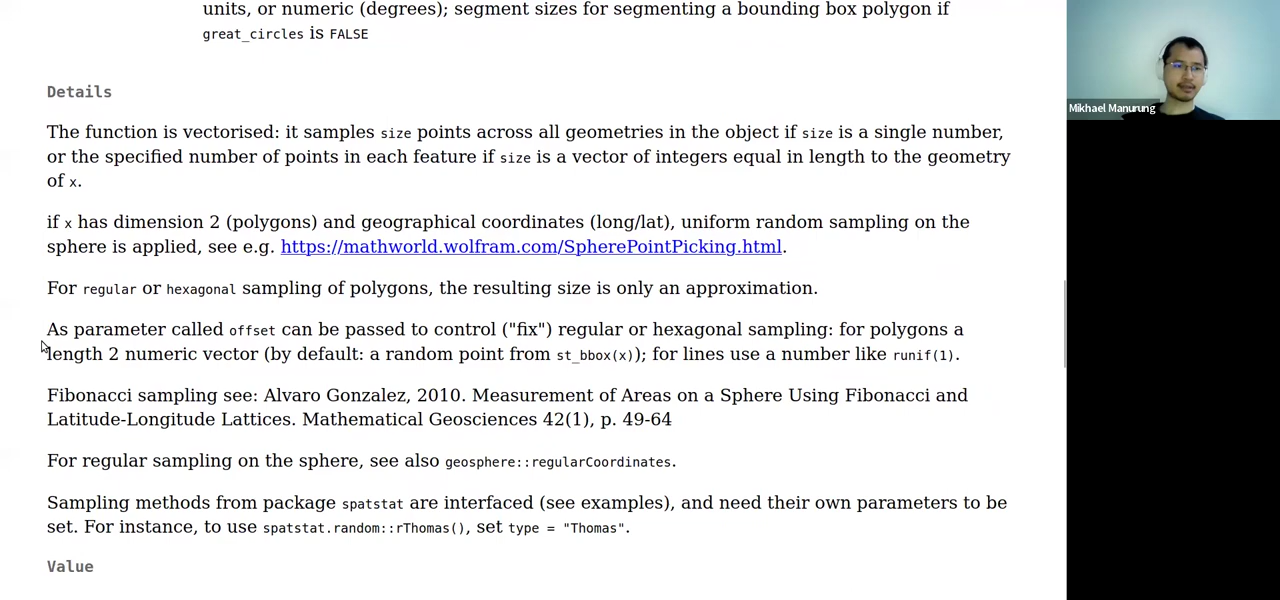 units, or numeric (degrees); segment sizes for segmenting a bounding box polygon if
great_circles is FALSE
Mikhael Manurung
Details
The function is vectorised: it samples size points across all geometries in the object if size is a single number,
or the specified number of points in each feature if size is a vector of integers equal in length to the geometry
of x.
if x has dimension 2 (polygons) and geographical coordinates (long/lat), uniform random sampling on the
sphere is applied, see e.g. https://mathworld.wolfram.com/SpherePointPicking.html.
For regular or hexagonal sampling of polygons, the resulting size is only an approximation.
As parameter called offset can be passed to control ("fix") regular or hexagonal sampling: for polygons a
length 2 numeric vector (by default: a random point from st_bbox(x)); for lines use a number like runif(1).
Fibonacci sampling see: Alvaro Gonzalez, 2010. Measurement of Areas on a Sphere Using Fibonacci and
Latitude-Longitude Lattices. Mathematical Geosciences 42(1), p. 49-64
For regular sampling on the sphere, see also geosphere::regularCoordinates.
Sampling methods from package spatstat are interfaced (see examples), and need their own parameters to be
set. For instance, to use spatstat.random::rThomas(), set type = "Thomas".
Value